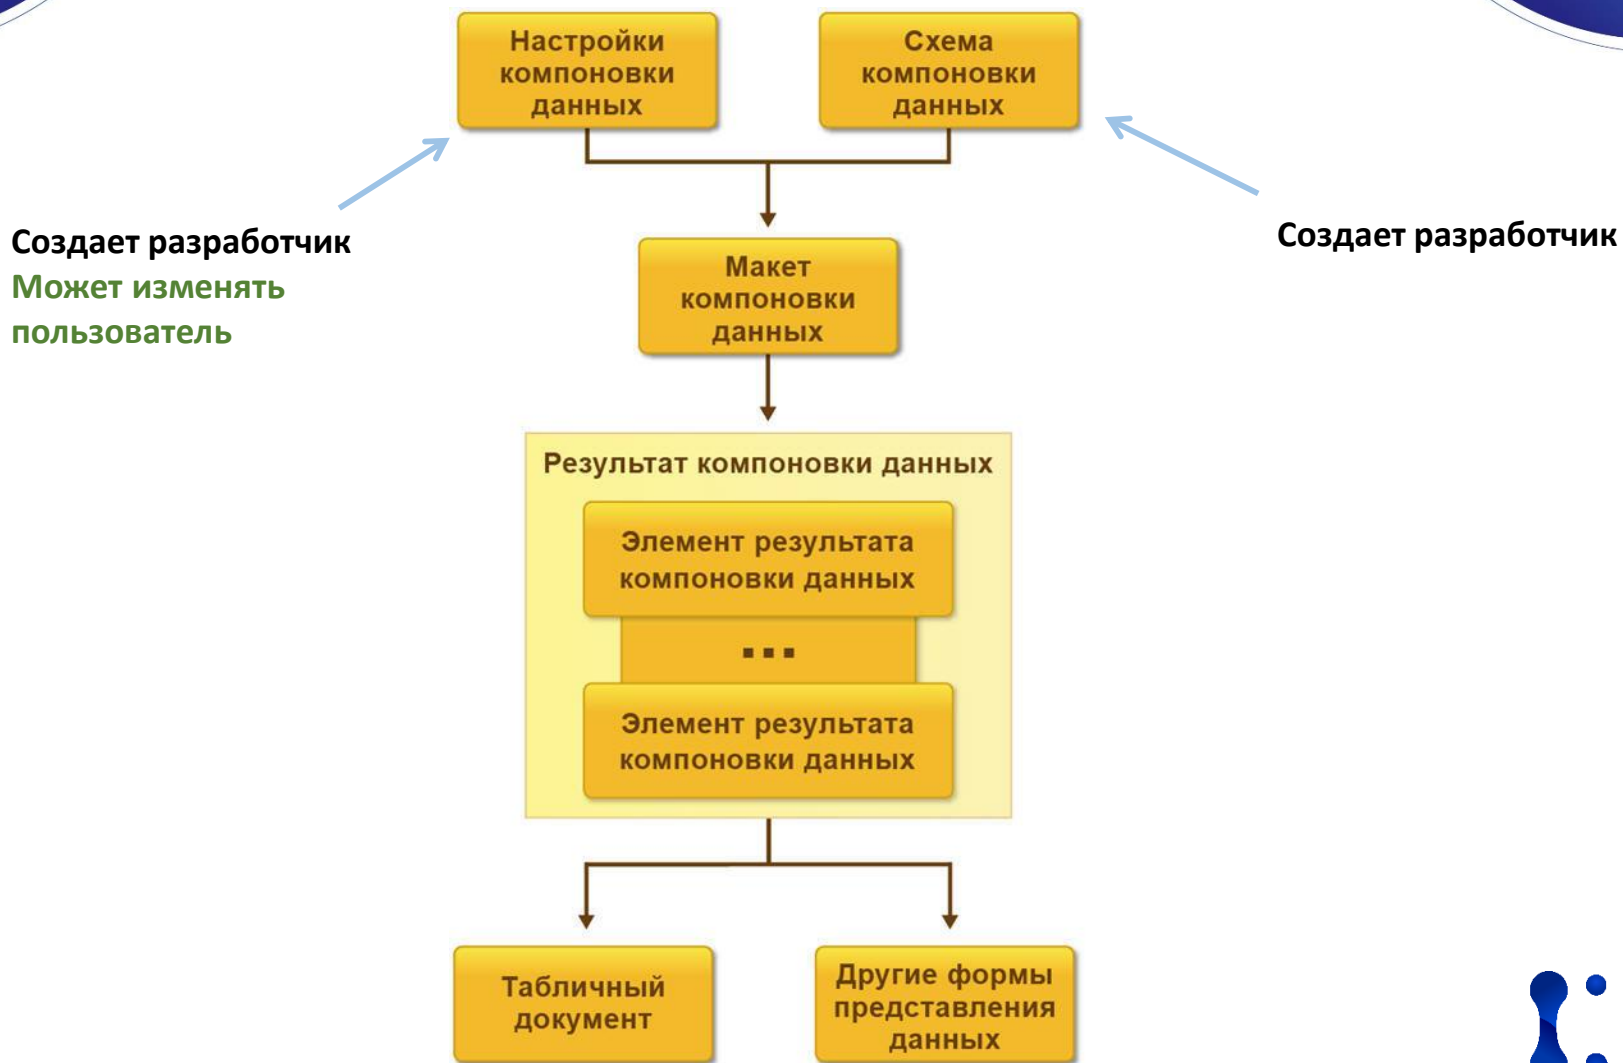 Настройки
компоновки
данных
Схема
компоновки
данных
Создает разработчик
Может изменять
пользователь
Создает разработчик
Макет
компоновки
данных
Результат компоновки данных
Элемент результата
компоновки данных
...
Элемент результата
компоновки данных
Табличный
документ
Другие формы
представления
данных